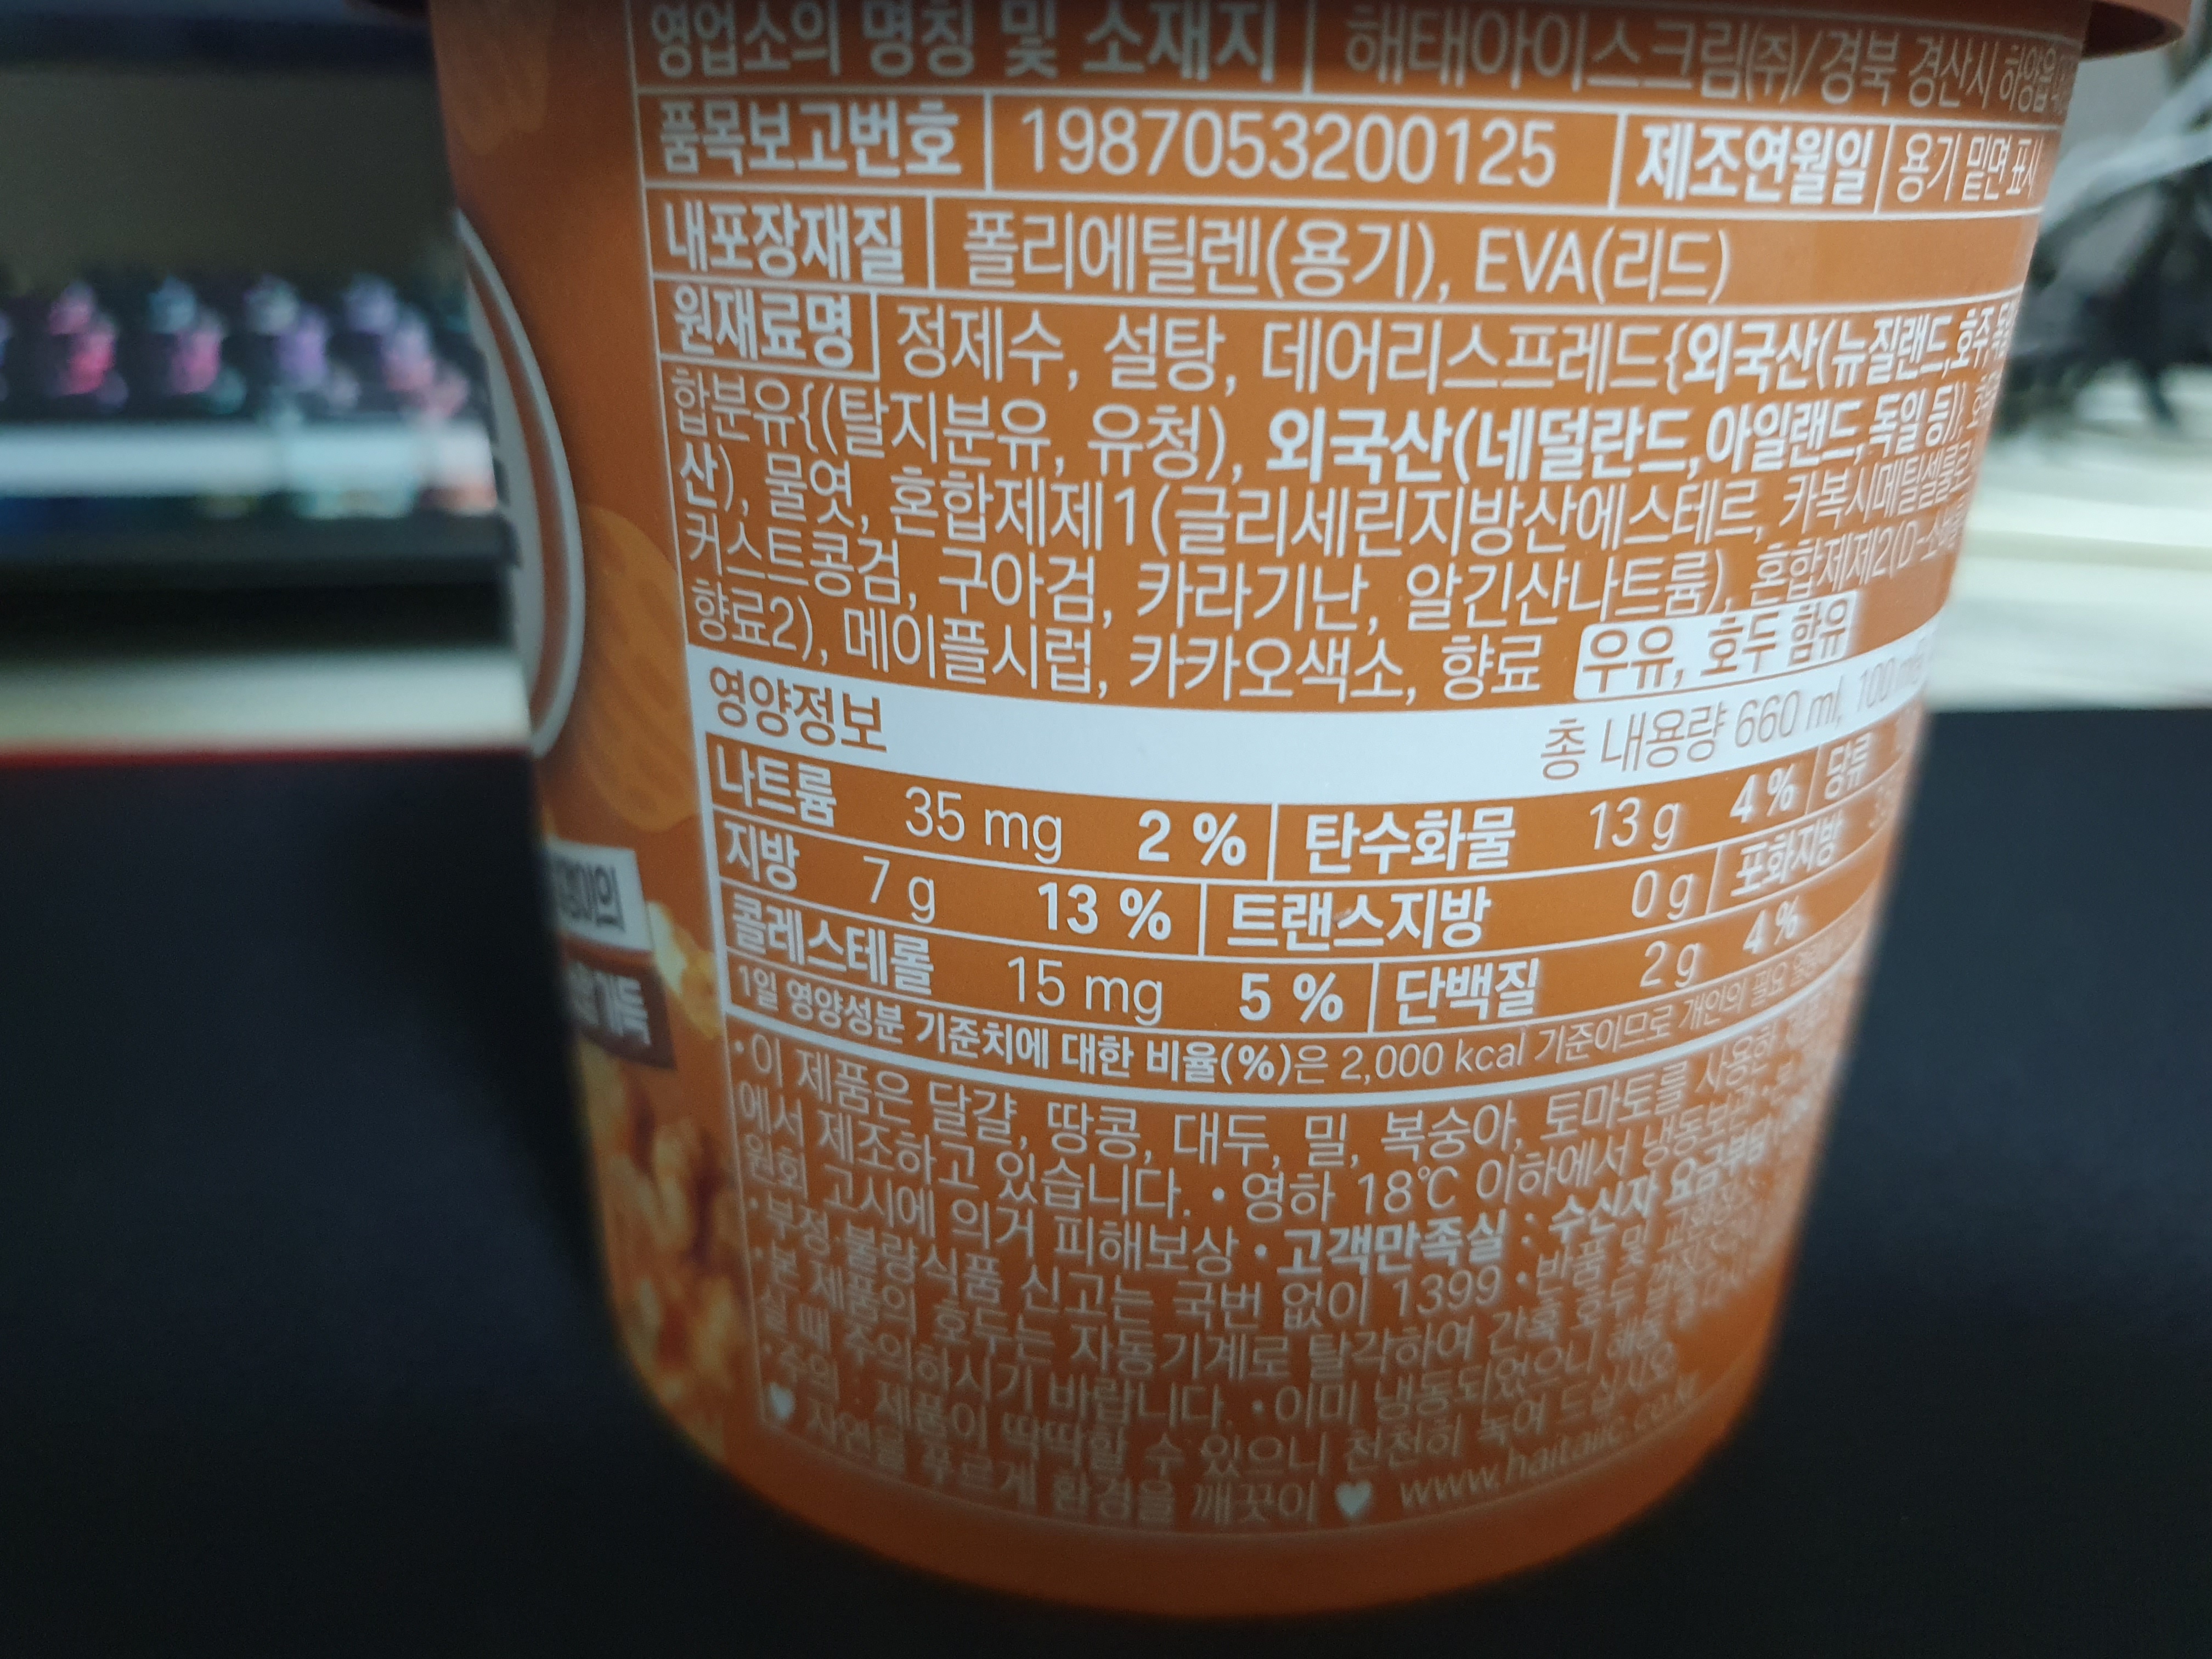 영업소의 명칭 및 소재지 해태아이스크림(주)/경북 경산시 하양읍
품목보고번호 1987053200125 제조연월일 용기 밑면 표시
내포장재질 폴리에틸렌(용기), EVA(리드)
원재료명 정제수, 설탕, 데어리스프레드{외국산(뉴질랜드, 호주,
합분유{(탈지분유, 유청), 외국산(네덜란드, 아일랜드, 독일 등)},
산), 물엿, 혼합제제1(글리세린지방산에스테르, 카복시메틸셀룰로
커스트콩검, 구아검, 카라기난, 알긴산나트륨), 혼합제제2(D-소비톨
향료2), 메이플시럽, 카카오색소, 향료 우유, 호두 함유
영양정보 총 내용량 660 ml, 100 ml
나트륨 35 mg 2 % 탄수화물 13 g 4 % 당류
지방 7 g 13 % 트랜스지방 0 g 포화지방
콜레스테롤 15 mg 5 % 단백질 2 g 4 %
1일 영양성분 기준치에 대한 비율(%)은 2,000 kcal 기준이므로 개인의 필요
•이 제품은 달걀, 땅콩, 대두, 밀, 복숭아, 토마토를 사용한
에서 제조하고 있습니다. •영하 18℃ 이하에서 냉동보관
원회 고시에 의거 피해보상 •고객만족실 : 수신자 요금부담
•부정·불량식품 신고는 국번 없이 1399 •반품 및
•본 제품의 호두는 자동기계로 탈각하여 간혹 호두
실 때 주의하시기 바랍니다. •이미 냉동되었으니 해동
•주의 : 제품이 딱딱할 수 있으니 천천히 녹여 드십시오
♥ 자연을 푸르게 환경을 깨끗이 ♥ www.haitaiic.co.kr